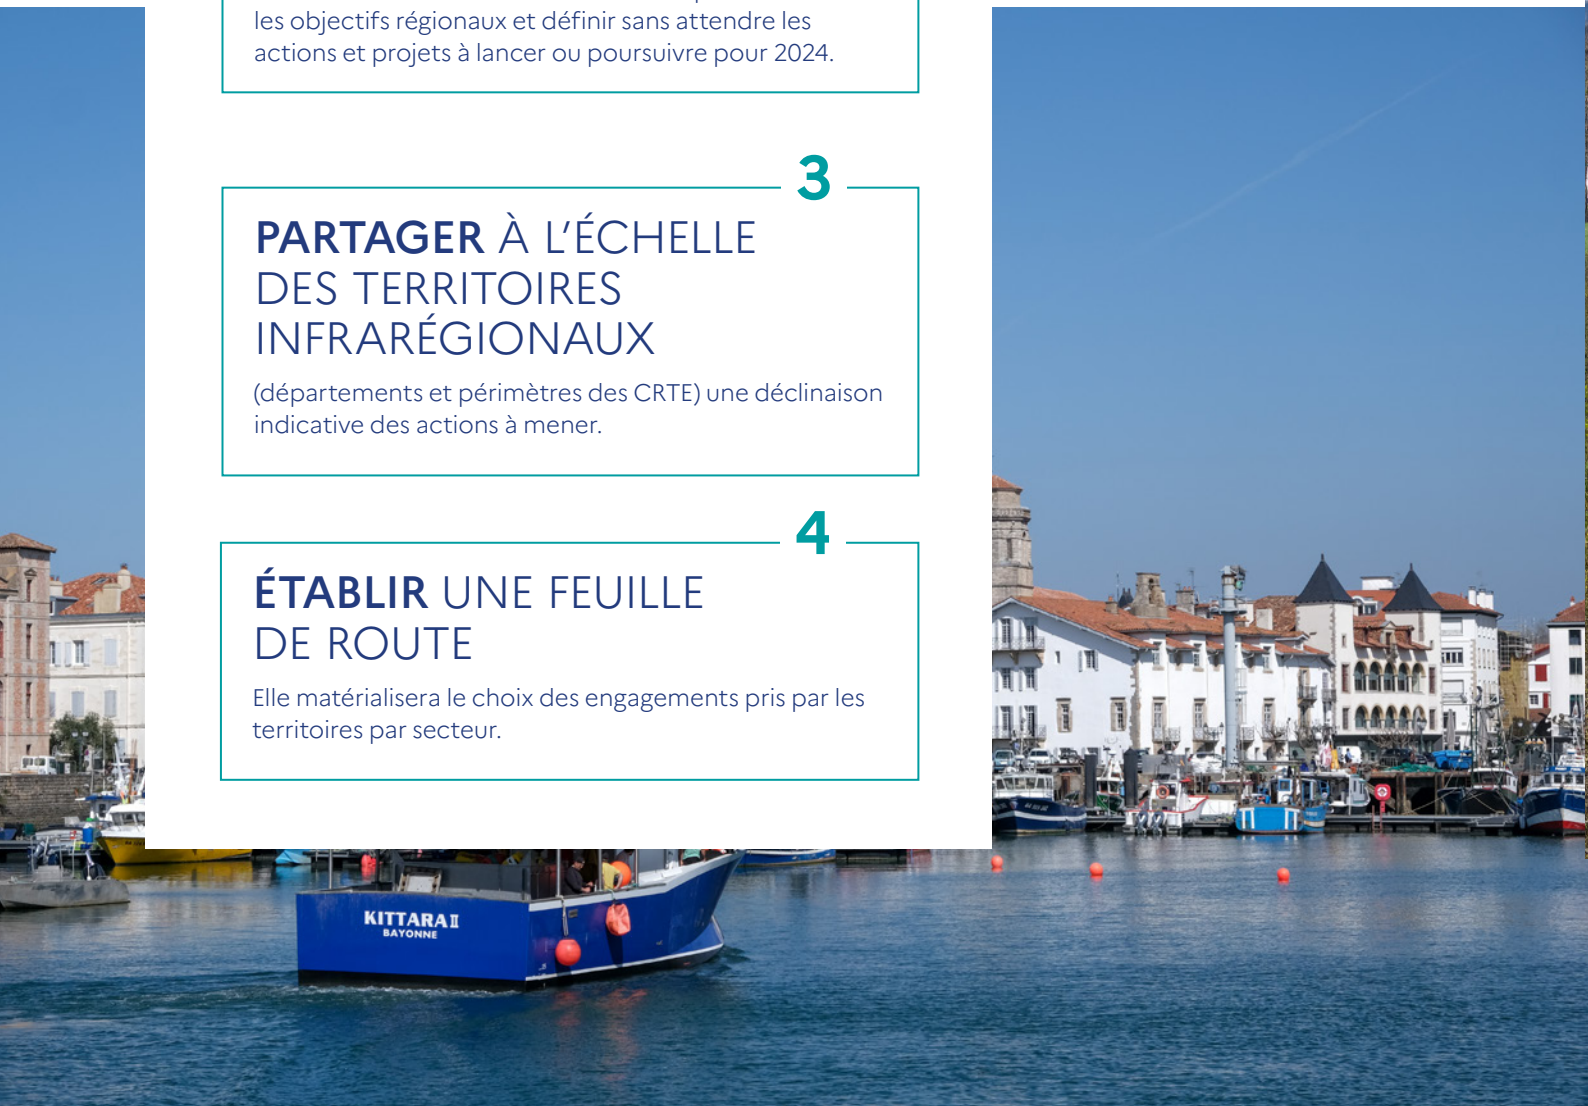 les objectifs régionaux et définir sans attendre les
actions et projets à lancer ou poursuivre pour 2024.
3
PARTAGER À L'ÉCHELLE
DES TERRITOIRES
INFRARÉGIONAUX
(départements et périmètres des CRTE) une déclinaison
indicative des actions à mener.
4
ÉTABLIR UNE FEUILLE
DE ROUTE
Elle matérialisera le choix des engagements pris par les
territoires par secteur.
KITTARA II
BAYONNE